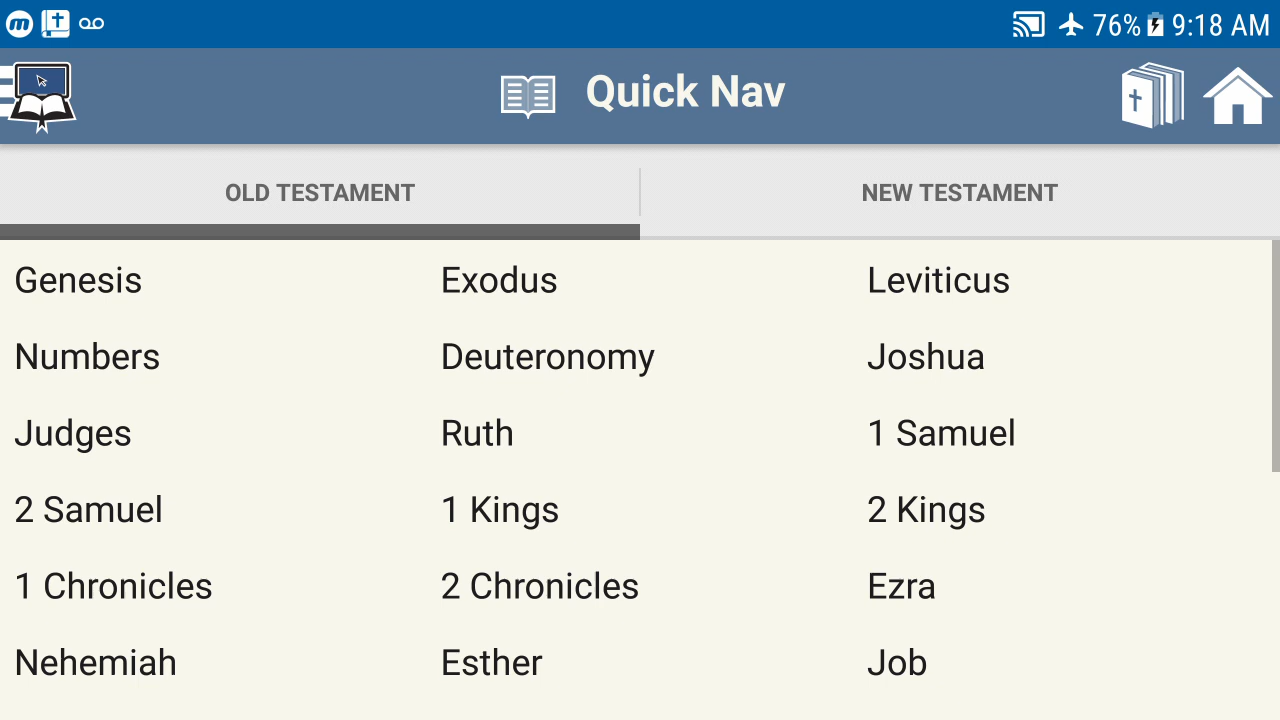 76% 9:18 AM
Quick Nav
OLD TESTAMENT NEW TESTAMENT
Genesis Exodus Leviticus
Numbers Deuteronomy Joshua
Judges Ruth 1 Samuel
2 Samuel 1 Kings 2 Kings
1 Chronicles 2 Chronicles Ezra
Nehemiah Esther Job